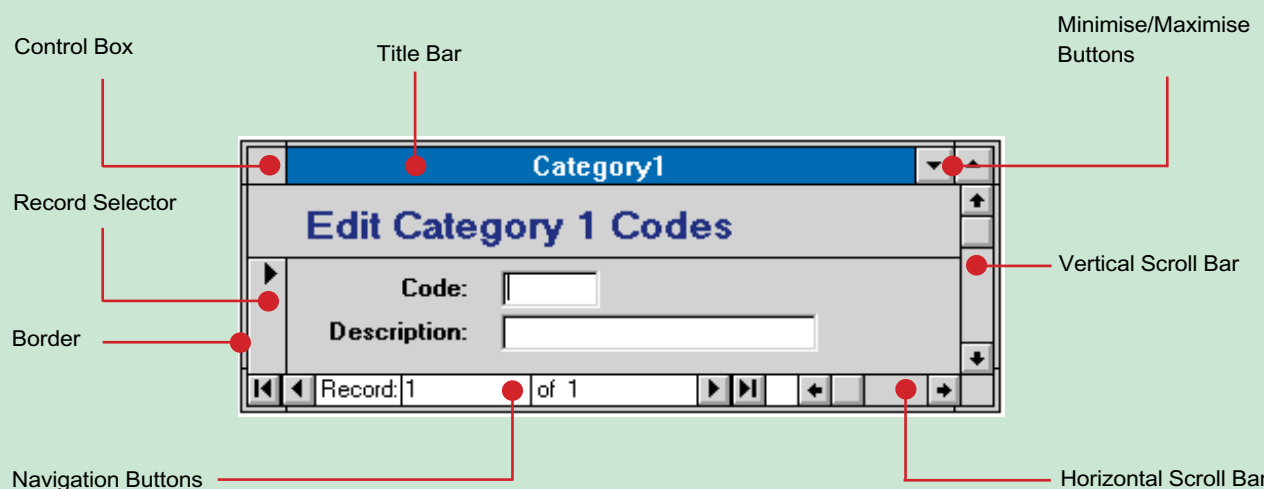 Minimise/Maximise
Buttons
Control Box
Title Bar
Category1
Record Selector
Edit Category 1 Codes
Vertical Scroll Bar
Code:
Border
Description:
Record: 1 of 1
Navigation Buttons
Horizontal Scroll Bar